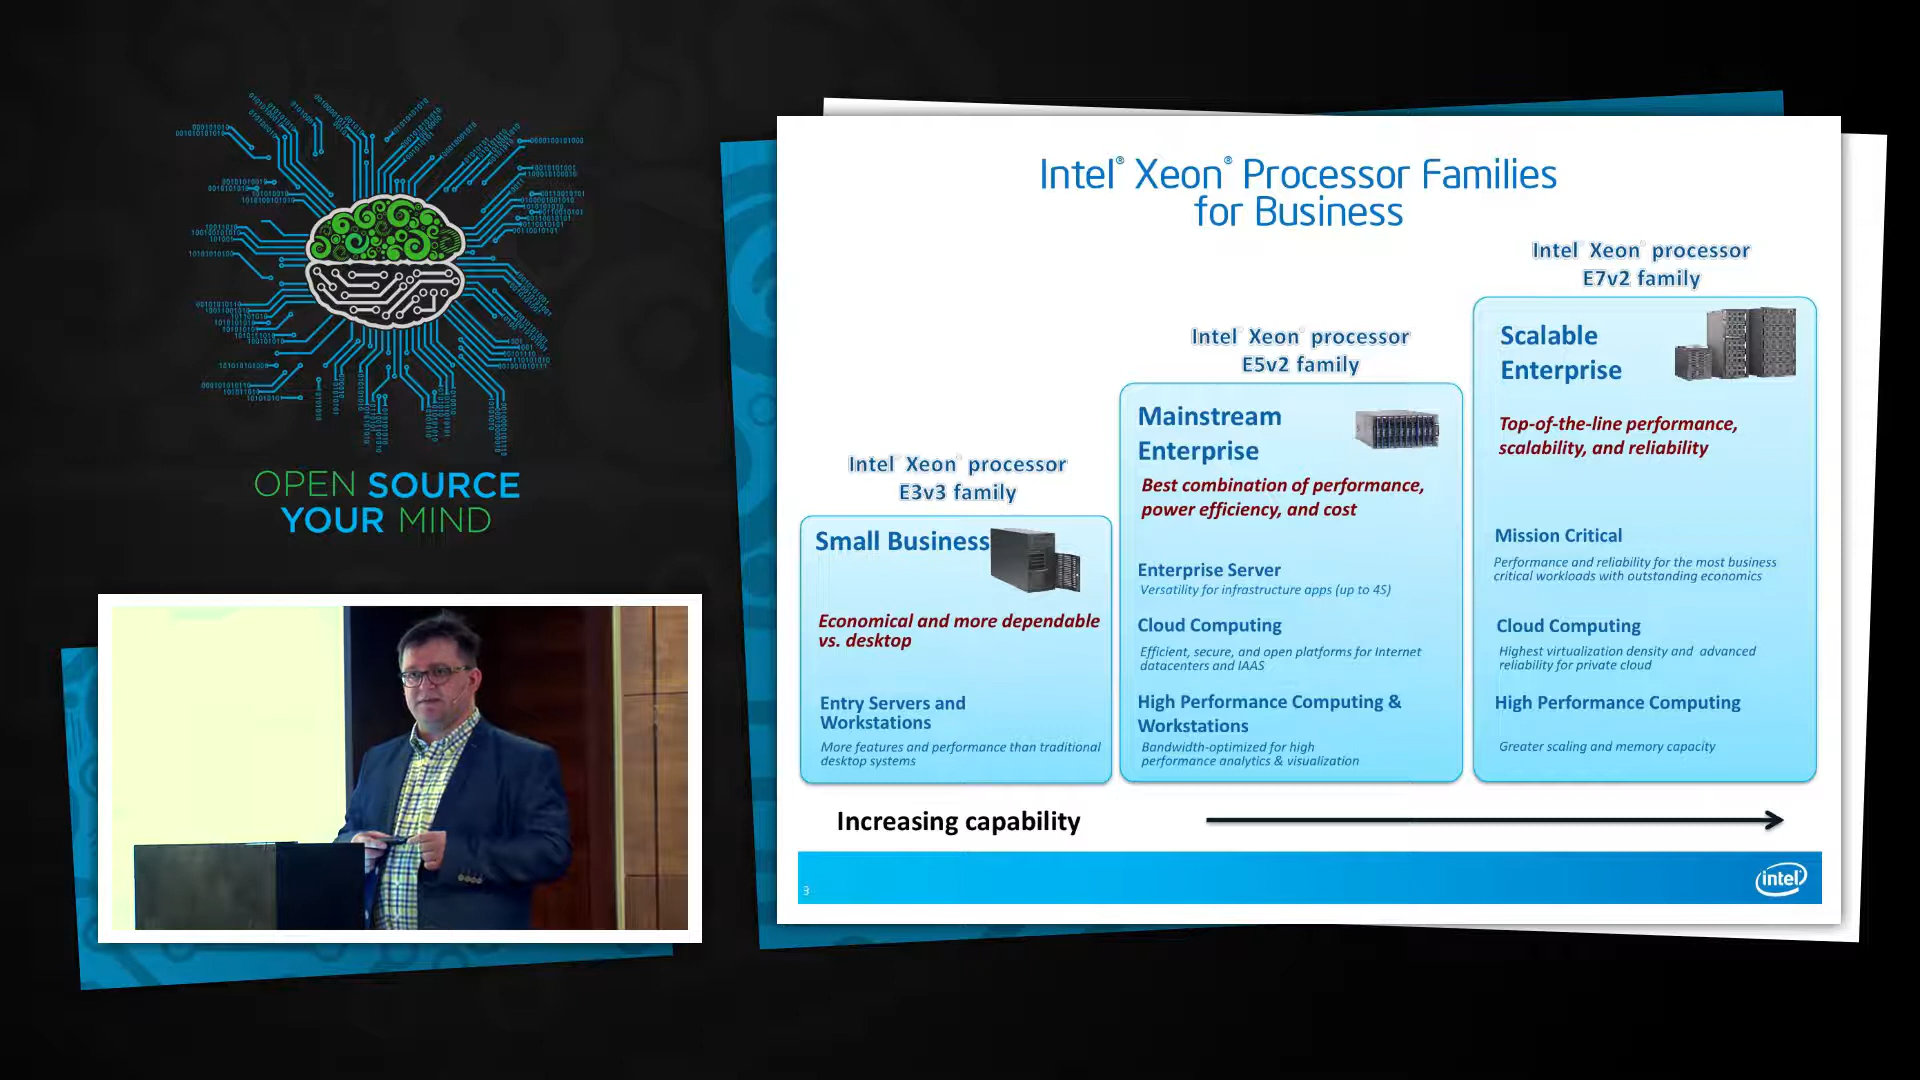 OPEN SOURCE
YOUR MIND
Intel® Xeon® Processor Families
for Business
Intel® Xeon® processor
E3v3 family
Small Business
Economical and more dependable
vs. desktop
Entry Servers and
Workstations
More features and performance than traditional
desktop systems
Intel® Xeon® processor
E5v2 family
Mainstream
Enterprise
Best combination of performance,
power efficiency, and cost
Enterprise Server
Versatility for infrastructure apps (up to 4S)
Cloud Computing
Efficient, secure, and open platforms for Internet
datacenters and IAAS
High Performance Computing &
Workstations
Bandwidth-optimized for high
performance analytics & visualization
Intel® Xeon® processor
E7v2 family
Scalable
Enterprise
Top-of-the-line performance,
scalability, and reliability
Mission Critical
Performance and reliability for the most business
critical workloads with outstanding economics
Cloud Computing
Highest virtualization density and advanced
reliability for private cloud
High Performance Computing
Greater scaling and memory capacity
Increasing capability
3
intel